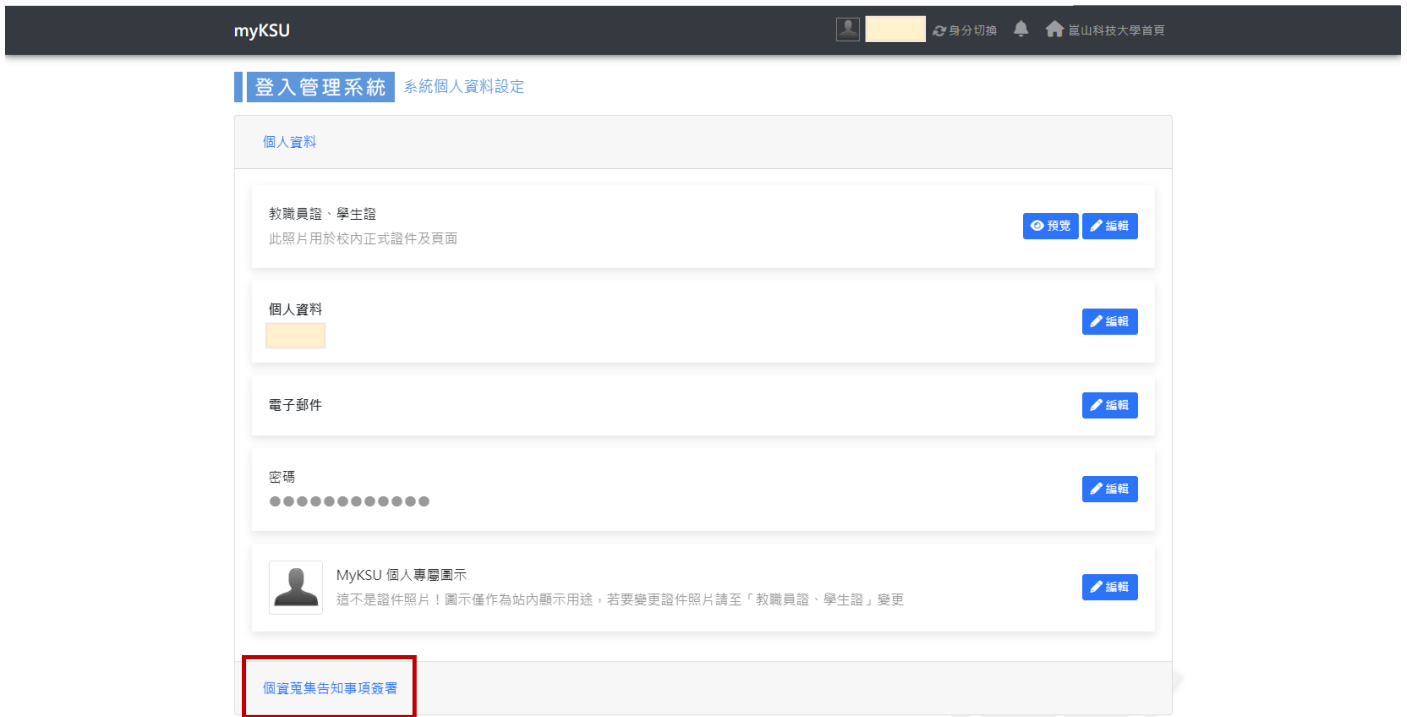 myKSU 身分切換 崑山科技大學首頁
登入管理系統 系統個人資料設定
個人資料
教職員證、學生證
此照片用於校內正式證件及頁面
預覽 編輯
個人資料
編輯
電子郵件
編輯
密碼
●●●●●●●●●●●●
編輯
MyKSU 個人專屬圖示
這不是證件照片！圖示僅作為站內顯示用途，若要變更證件照片請至「教職員證、學生證」變更
編輯
個資蒐集告知事項簽署